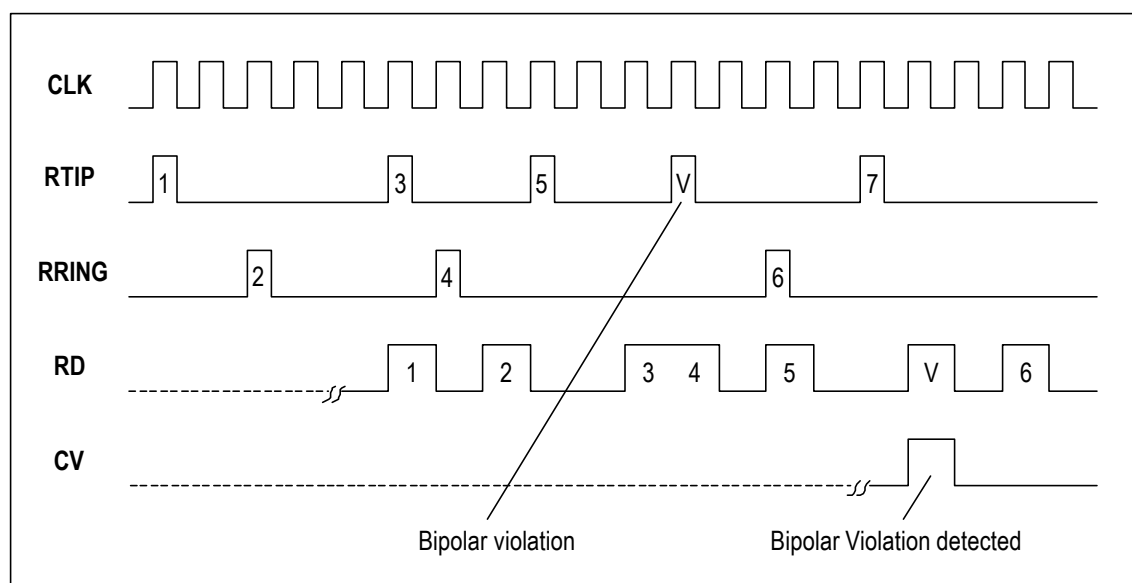 CLK
RTIP 1 3 5 V 7
RRING 2 4 6
RD 1 2 3 4 5 V 6
CV
Bipolar violation Bipolar Violation detected